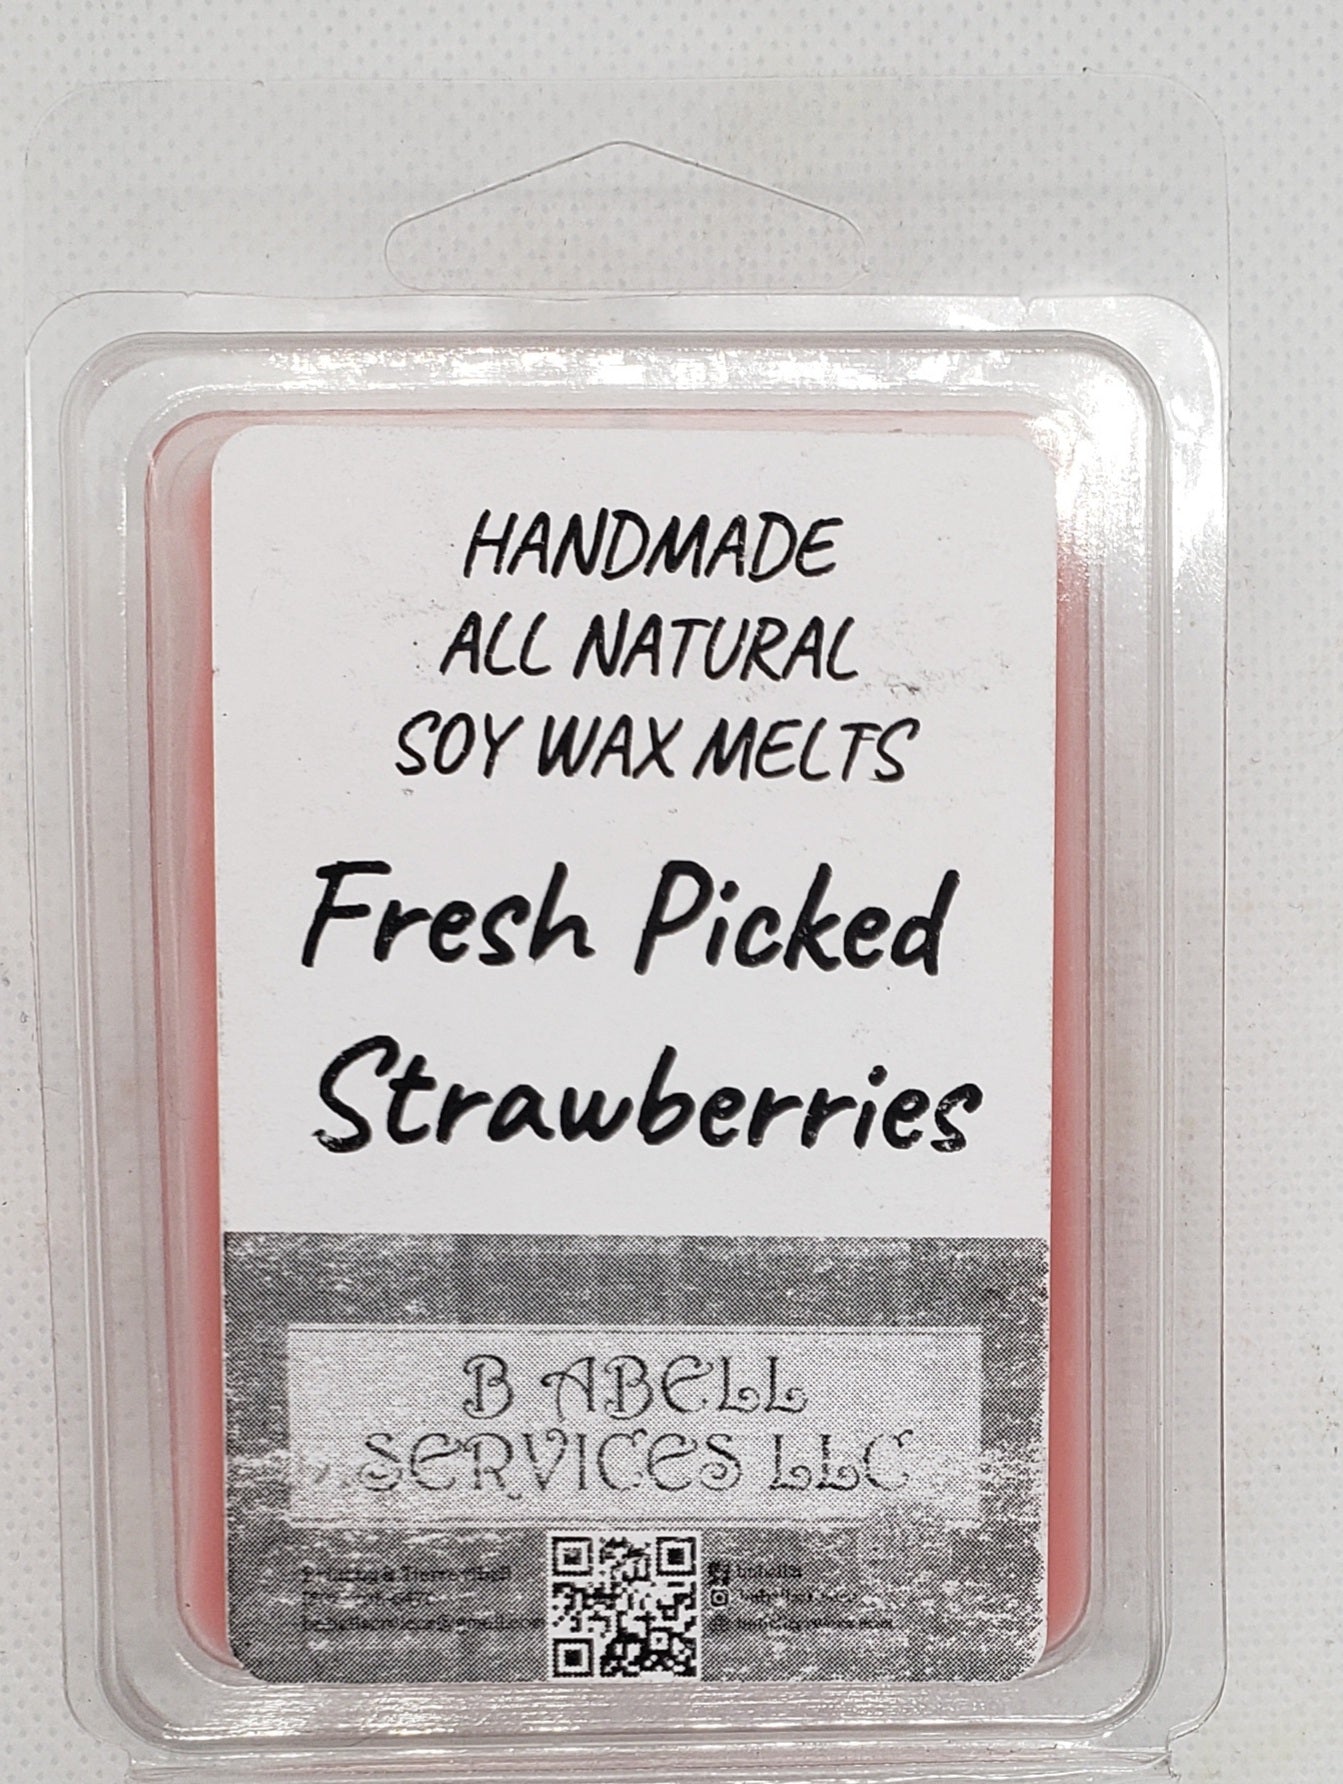 HANDMADE
ALL NATURAL
SOY WAX MELTS
Fresh Picked
Strawberries
B ABELL
SERVICES LLC